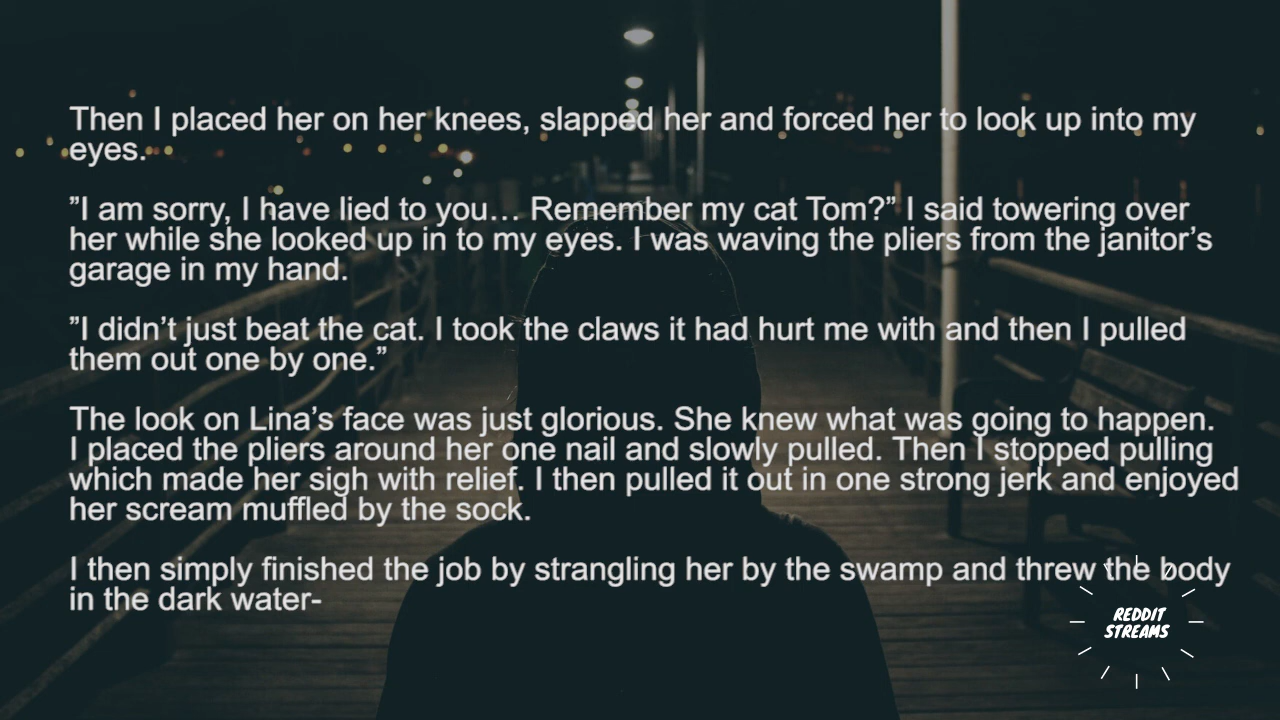 Then I placed her on her knees, slapped her and forced her to look up into my
eyes.
”I am sorry, I have lied to you… Remember my cat Tom?” I said towering over
her while she looked up in to my eyes. I was waving the pliers from the janitor’s
garage in my hand.
”I didn’t just beat the cat. I took the claws it had hurt me with and then I pulled
them out one by one.”
The look on Lina’s face was just glorious. She knew what was going to happen.
I placed the pliers around her one nail and slowly pulled. Then I stopped pulling
which made her sigh with relief. I then pulled it out in one strong jerk and enjoyed
her scream muffled by the sock.
I then simply finished the job by strangling her by the swamp and threw the body
in the dark water-
REDDIT
STREAMS